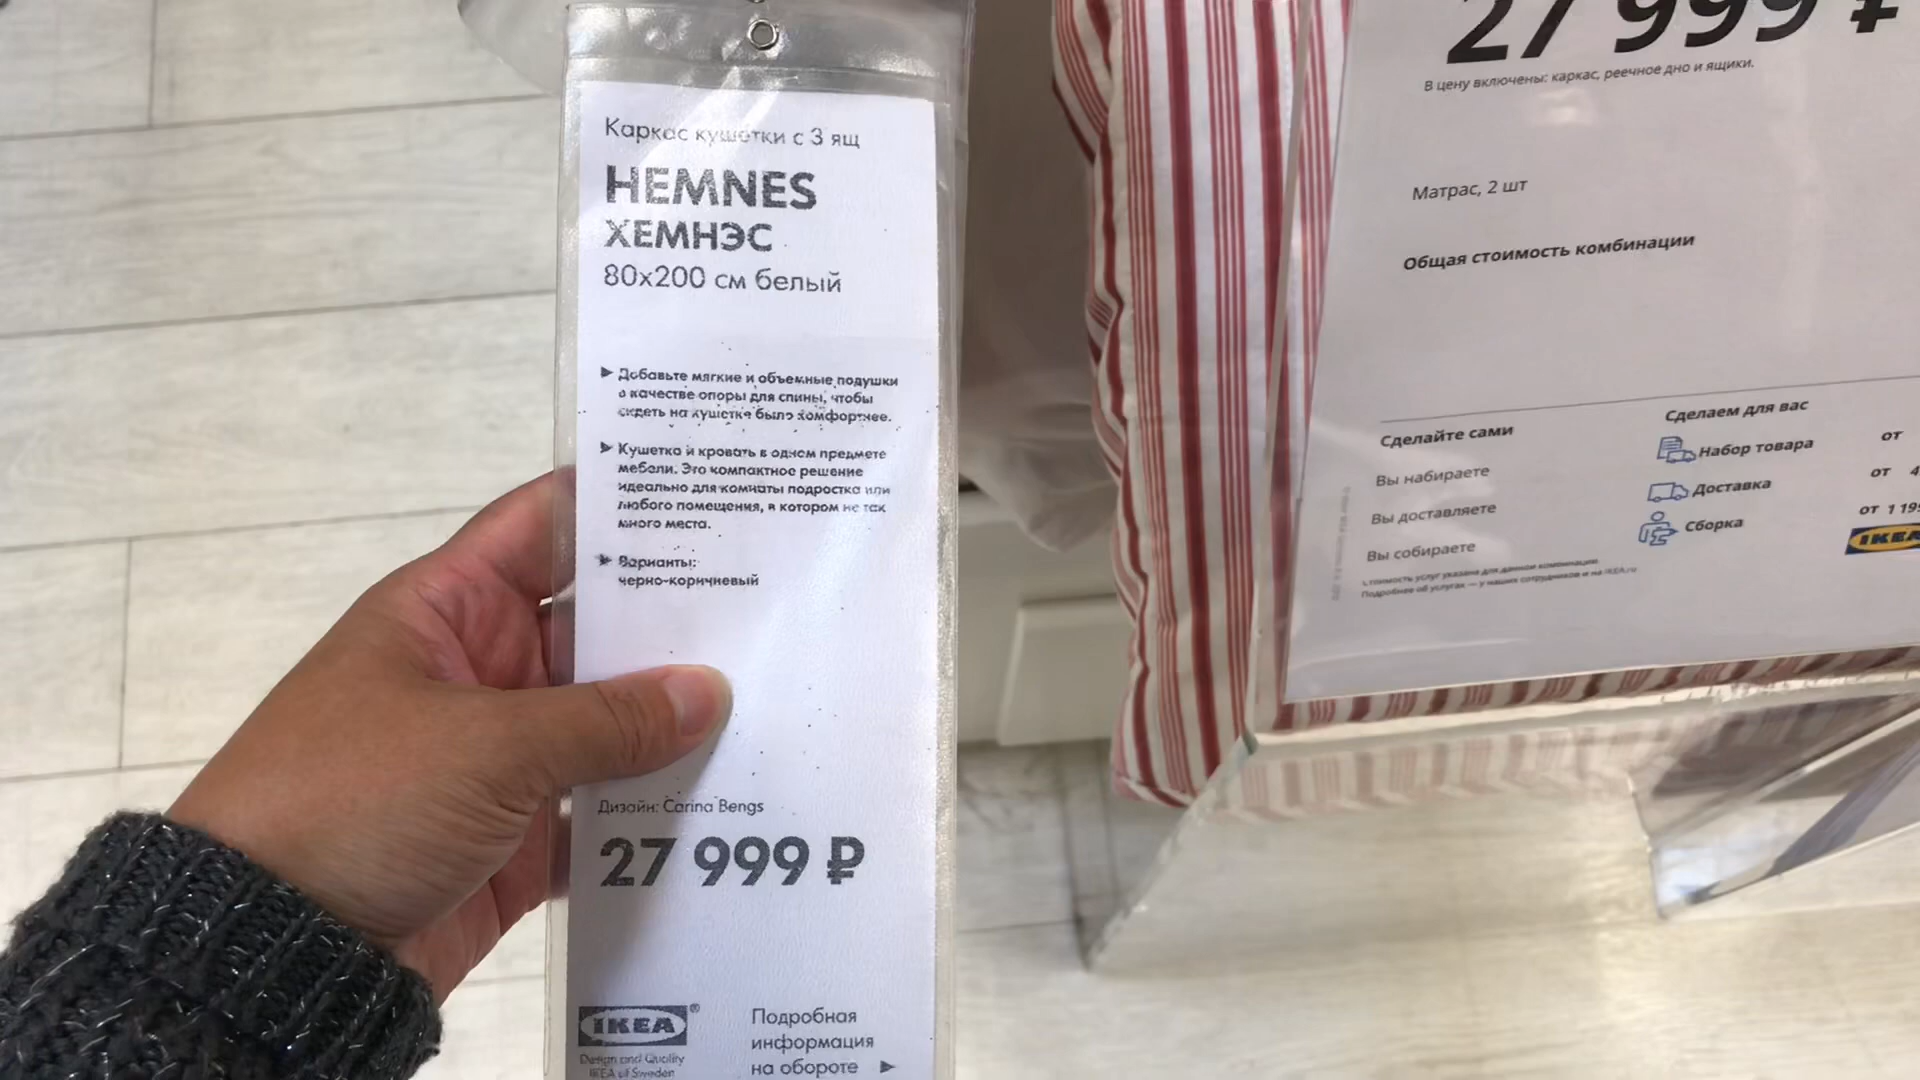 Каркас кушетки с 3 ящ
HEMNES
ХЕМНЭС
80x200 см белый
Добавьте мягкие и объемные подушки
в качестве опоры для спины, чтобы
сидеть на кушетке было комфортнее.
Кушетка и кровать в одном предмете
мебели. Это компактное решение
идеально для комнаты подростка или
любого помещения, в котором не так
много места.
Варианты:
черно-коричневый
Дизайн: Carina Bengs
27 999 ₽
IKEA®
Design and Quality
IKEA of Sweden
Подробная
информация
на обороте
27 999 ₽
В цену включены: каркас, реечное дно и ящики.
Матрас, 2 шт
Общая стоимость комбинации
Сделайте сами
Вы набираете
Вы доставляете
Вы собираете
Сделаем для вас
Набор товара от
Доставка от 4
Сборка от 1 199
IKEA
Стоимость услуг указана для данной комбинации.
Подробнее об услугах — у наших сотрудников и на IKEA.ru